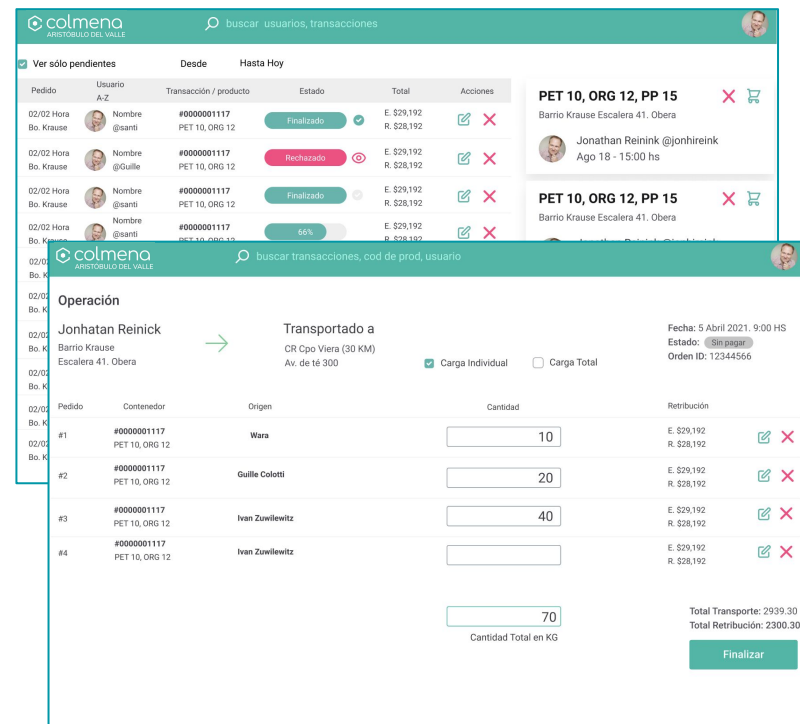 colmena
ARISTÓBULO DEL VALLE
buscar usuarios, transacciones
Ver sólo pendientes Desde Hasta Hoy
Pedido Usuario A-Z Transacción / producto Estado Total Acciones
02/02 Hora Nombre #0000001117 Finalizado E. $29,192
Bo. Krause @santi PET 10, ORG 12 R. $28,192
02/02 Hora Nombre #0000001117 Rechazado E. $29,192
Bo. Krause @Guille PET 10, ORG 12 R. $28,192
02/02 Hora Nombre #0000001117 Finalizado E. $29,192
Bo. Krause @santi PET 10, ORG 12 R. $28,192
02/02 Hora Nombre #0000001117 66% E. $29,192
Bo. Krause @santi PET 10, ORG 12 R. $28,192
PET 10, ORG 12, PP 15
Barrio Krause Escalera 41. Obera
Jonathan Reinink @jonhireink
Ago 18 - 15:00 hs
PET 10, ORG 12, PP 15
Barrio Krause Escalera 41. Obera
colmena
ARISTÓBULO DEL VALLE
buscar transacciones, cod de prod, usuario
Operación
Jonhatan Reinick
Barrio Krause
Escalera 41. Obera
Transportado a
CR Cpo Viera (30 KM)
Av. de té 300
Carga Individual Carga Total
Fecha: 5 Abril 2021. 9:00 HS
Estado: Sin pagar
Orden ID: 12344566
Pedido Contenedor Origen Cantidad Retribución
#1 #0000001117 Wara 10 E. $29,192
PET 10, ORG 12 R. $28,192
#2 #0000001117 Guille Colotti 20 E. $29,192
PET 10, ORG 12 R. $28,192
#3 #0000001117 Ivan Zuwilewitz 40 E. $29,192
PET 10, ORG 12 R. $28,192
#4 #0000001117 Ivan Zuwilewitz E. $29,192
PET 10, ORG 12 R. $28,192
70
Cantidad Total en KG
Total Transporte: 2939.30
Total Retribución: 2300.30
Finalizar